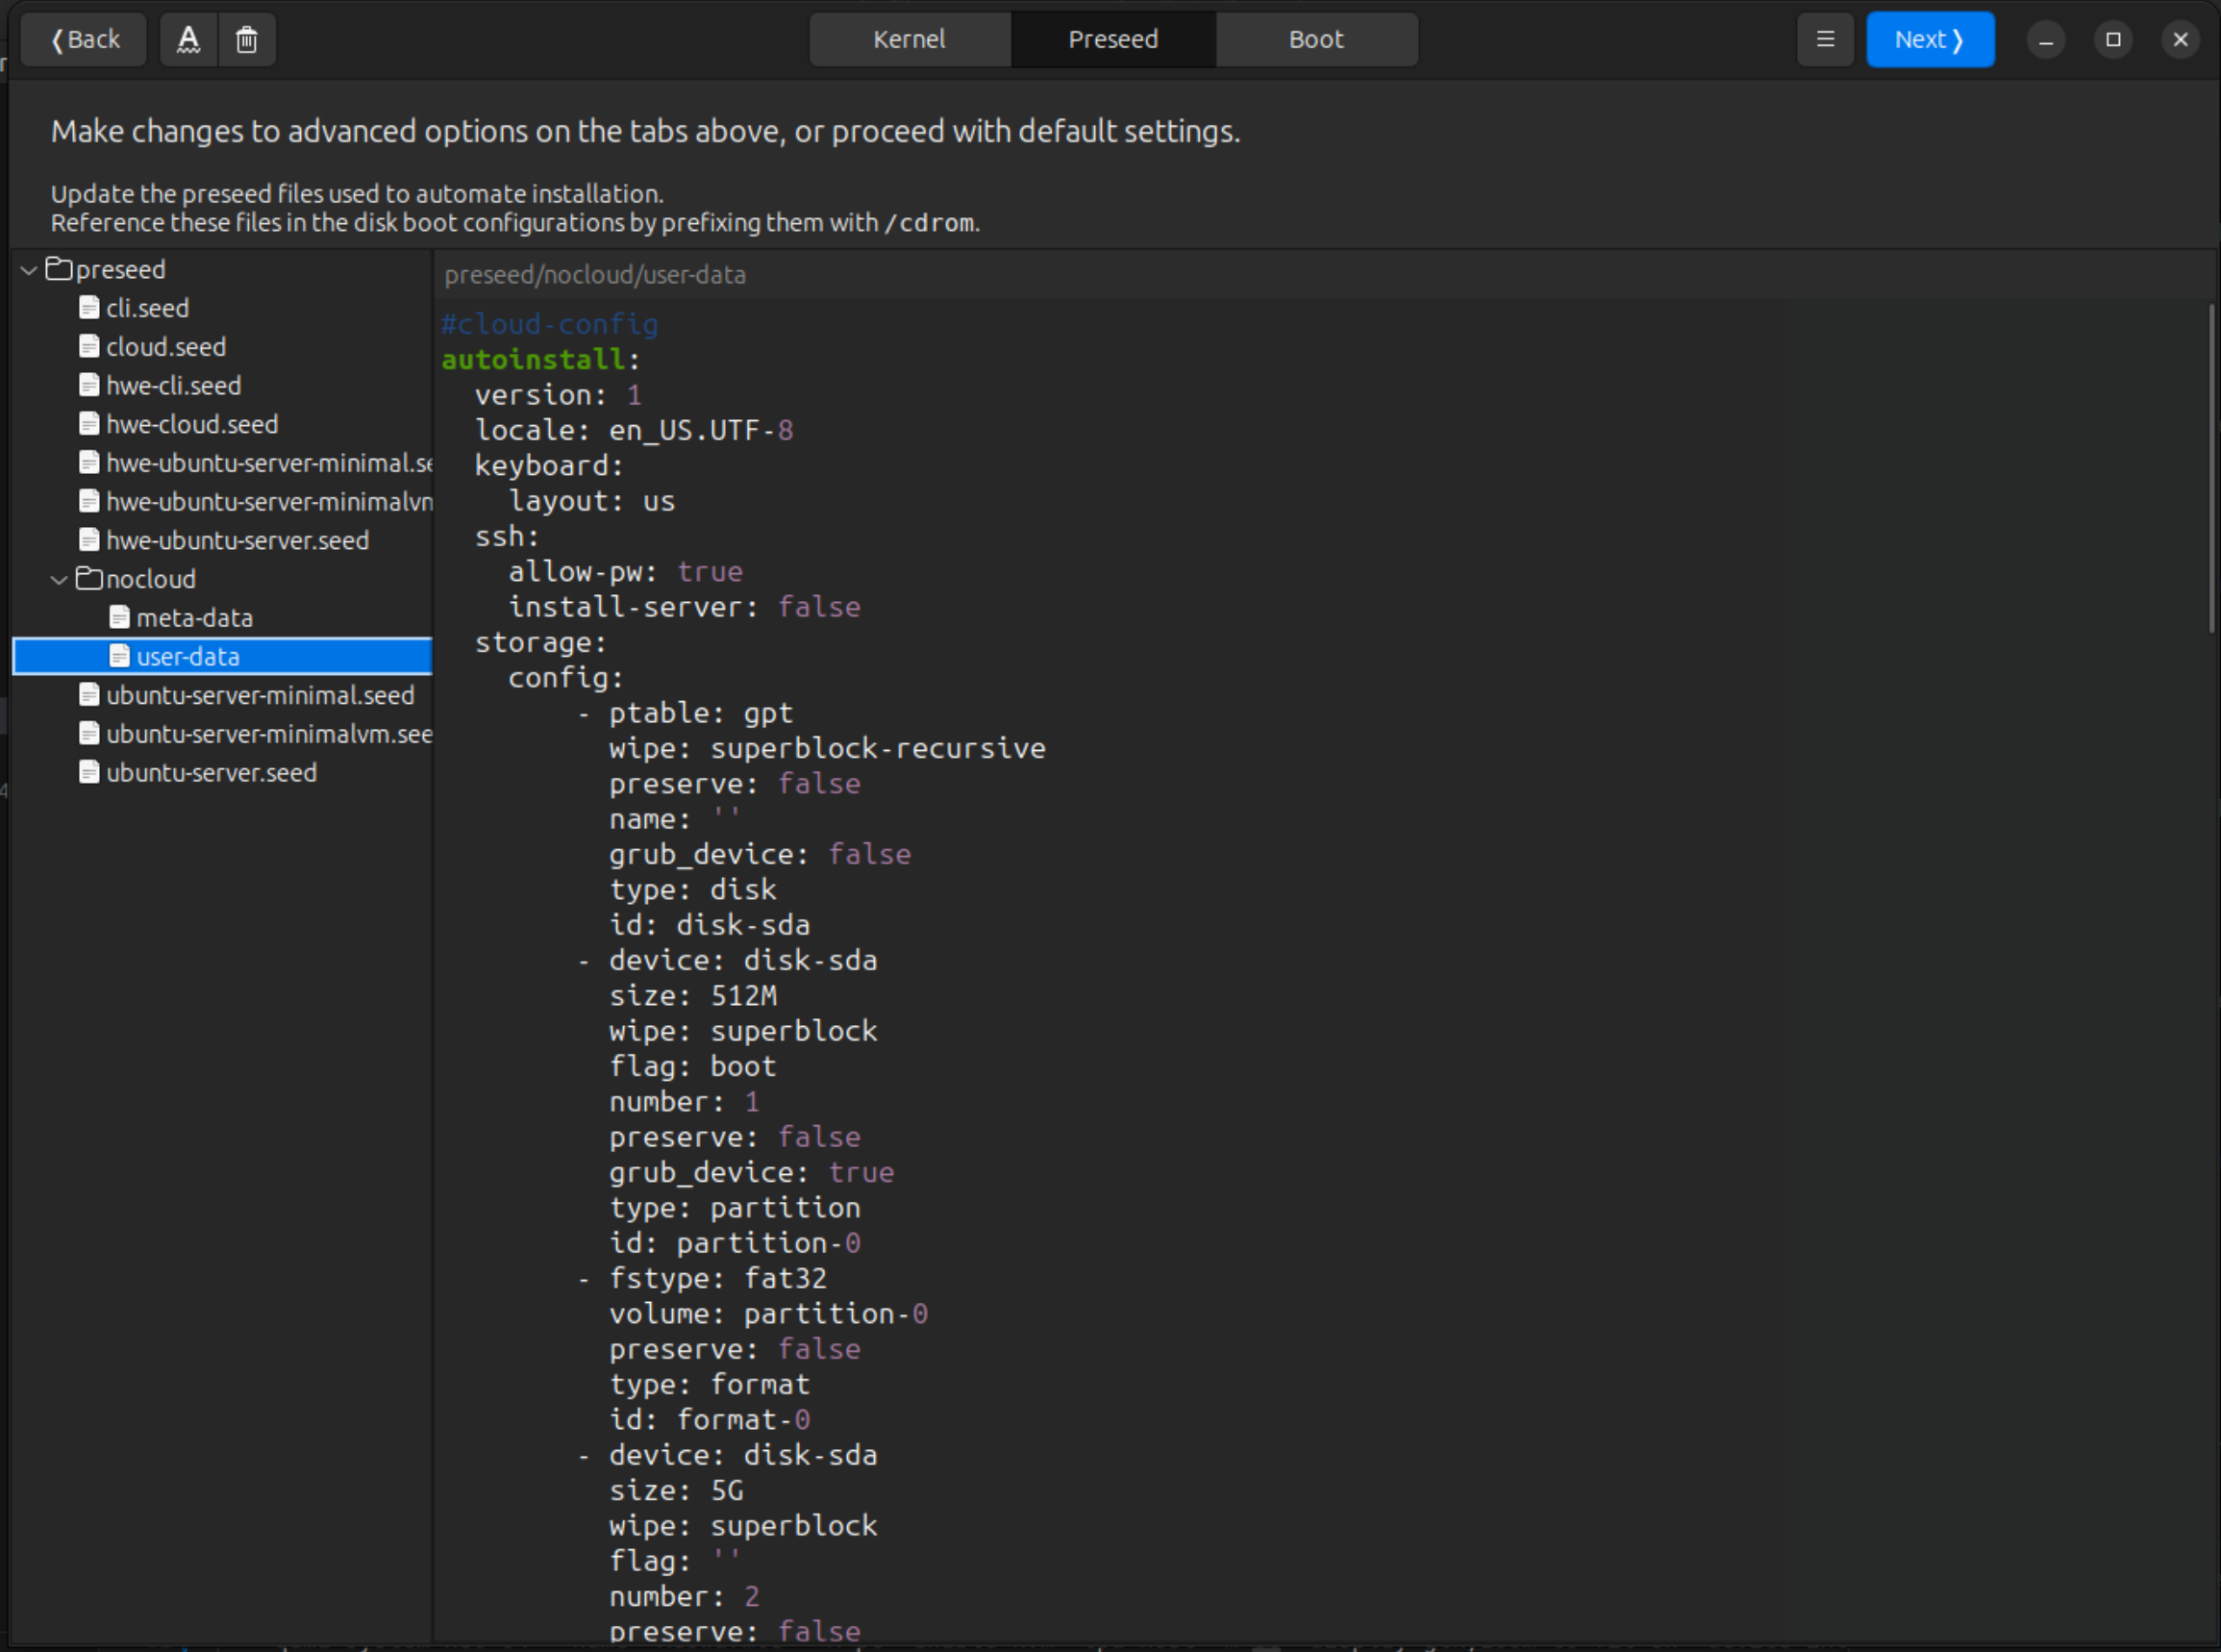 Back
Kernel
Preseed
Boot
Next
Make changes to advanced options on the tabs above, or proceed with default settings.
Update the preseed files used to automate installation.
Reference these files in the disk boot configurations by prefixing them with /cdrom.
preseed
cli.seed
cloud.seed
hwe-cli.seed
hwe-cloud.seed
hwe-ubuntu-server-minimal.se
hwe-ubuntu-server-minimalvm
hwe-ubuntu-server.seed
nocloud
meta-data
user-data
ubuntu-server-minimal.seed
ubuntu-server-minimalvm.see
ubuntu-server.seed
preseed/nocloud/user-data
#cloud-config
autoinstall:
  version: 1
  locale: en_US.UTF-8
  keyboard:
    layout: us
  ssh:
    allow-pw: true
    install-server: false
  storage:
    config:
        - ptable: gpt
          wipe: superblock-recursive
          preserve: false
          name: ''
          grub_device: false
          type: disk
          id: disk-sda
        - device: disk-sda
          size: 512M
          wipe: superblock
          flag: boot
          number: 1
          preserve: false
          grub_device: true
          type: partition
          id: partition-0
        - fstype: fat32
          volume: partition-0
          preserve: false
          type: format
          id: format-0
        - device: disk-sda
          size: 5G
          wipe: superblock
          flag: ''
          number: 2
          preserve: false